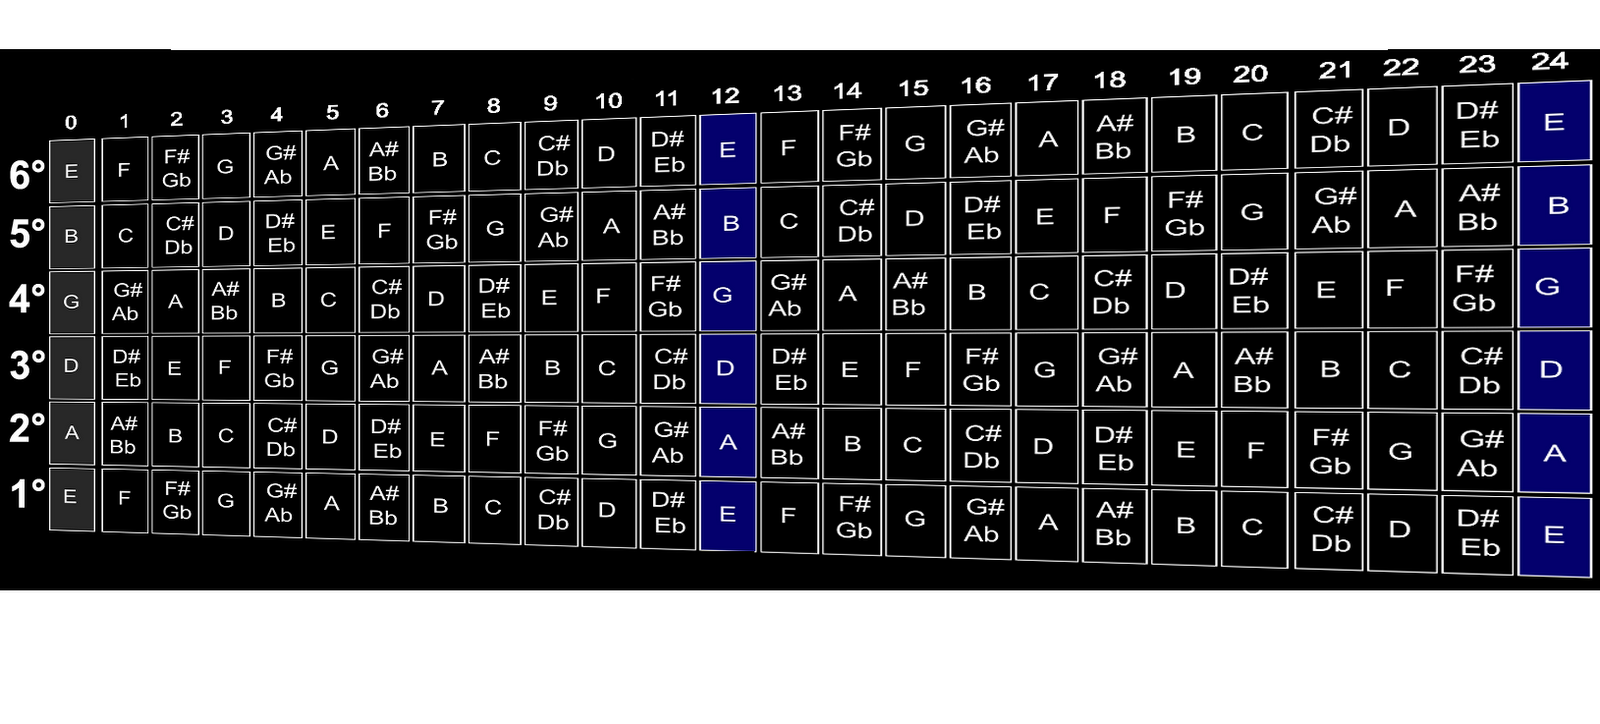 0 1 2 3 4 5 6 7 8 9 10 11 12 13 14 15 16 17 18 19 20 21 22 23 24
6° E F F# Gb G G# Ab A A# Bb B C C# Db D D# Eb E F F# Gb G G# Ab A A# Bb B C C# Db D D# Eb E
5° B C C# Db D D# Eb E F F# Gb G G# Ab A A# Bb B C C# Db D D# Eb E F F# Gb G G# Ab A A# Bb B
4° G G# Ab A A# Bb B C C# Db D D# Eb E F F# Gb G G# Ab A A# Bb B C C# Db D D# Eb E F F# Gb G
3° D D# Eb E F F# Gb G G# Ab A A# Bb B C C# Db D D# Eb E F F# Gb G G# Ab A A# Bb B C C# Db D
2° A A# Bb B C C# Db D D# Eb E F F# Gb G G# Ab A A# Bb B C C# Db D D# Eb E F F# Gb G G# Ab A
1° E F F# Gb G G# Ab A A# Bb B C C# Db D D# Eb E F F# Gb G G# Ab A A# Bb B C C# Db D D# Eb E